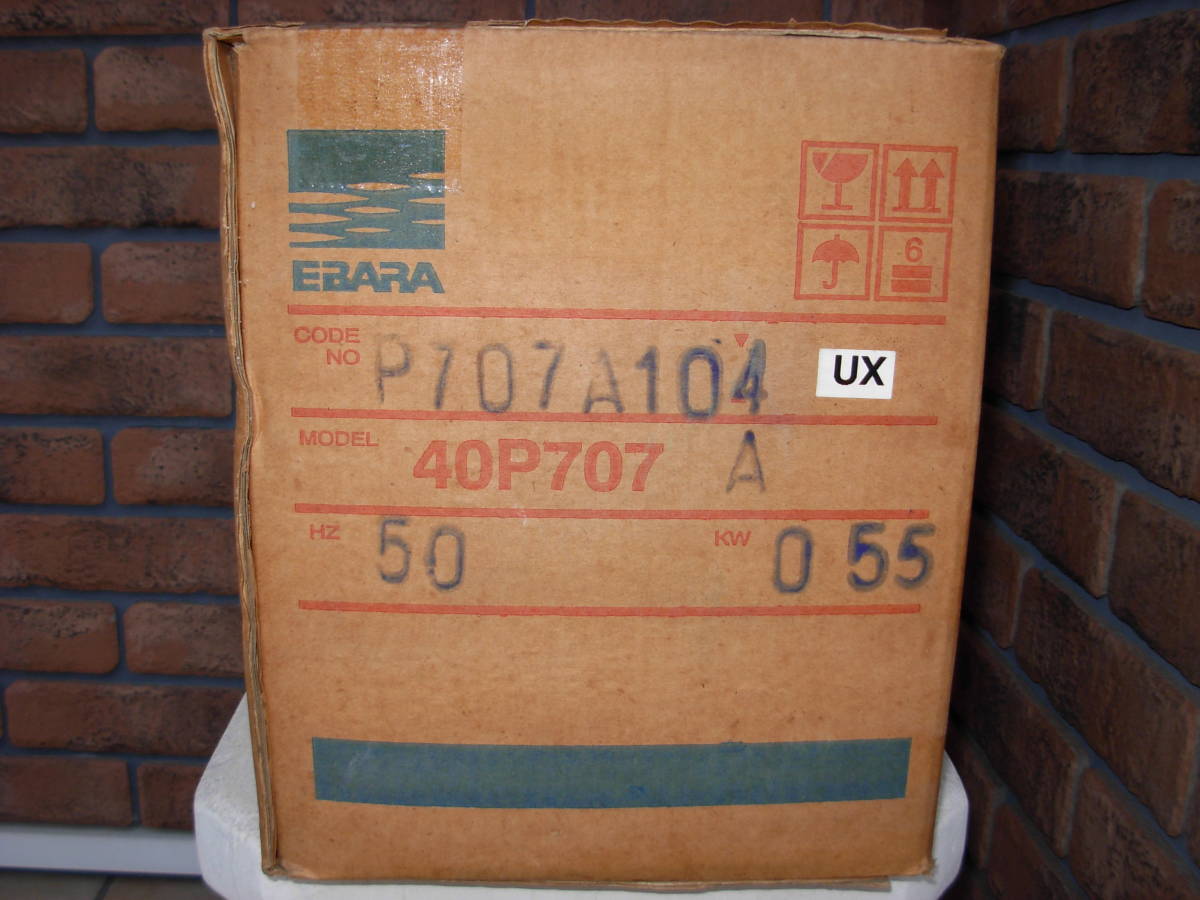 EBARA
6
CODE NO P707A104 UX
MODEL 40P707 A
HZ 50 KW 0 55